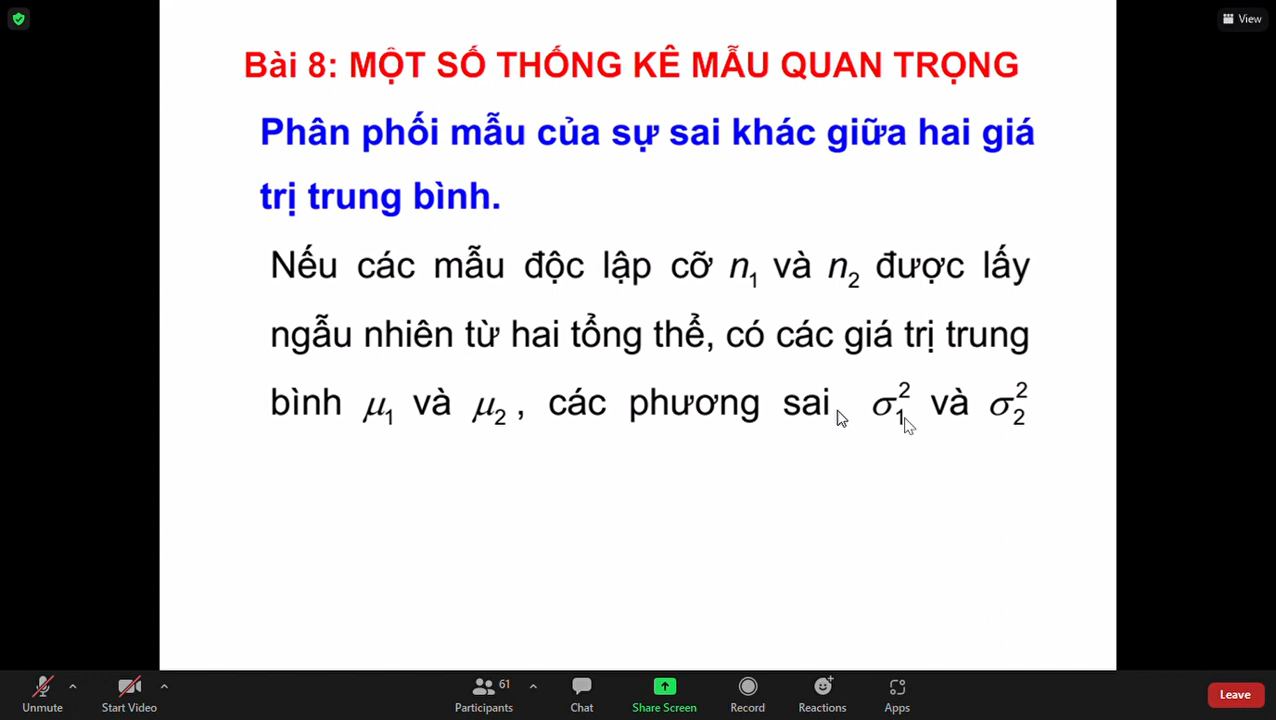 View
Bài 8: MỘT SỐ THỐNG KÊ MẪU QUAN TRỌNG
Phân phối mẫu của sự sai khác giữa hai giá
trị trung bình.
Nếu các mẫu độc lập cỡ n₁ và n₂ được lấy
ngẫu nhiên từ hai tổng thể, có các giá trị trung
bình μ₁ và μ₂ , các phương sai σ₁² và σ₂²
61
Unmute Start Video Participants Chat Share Screen Record Reactions Apps Leave